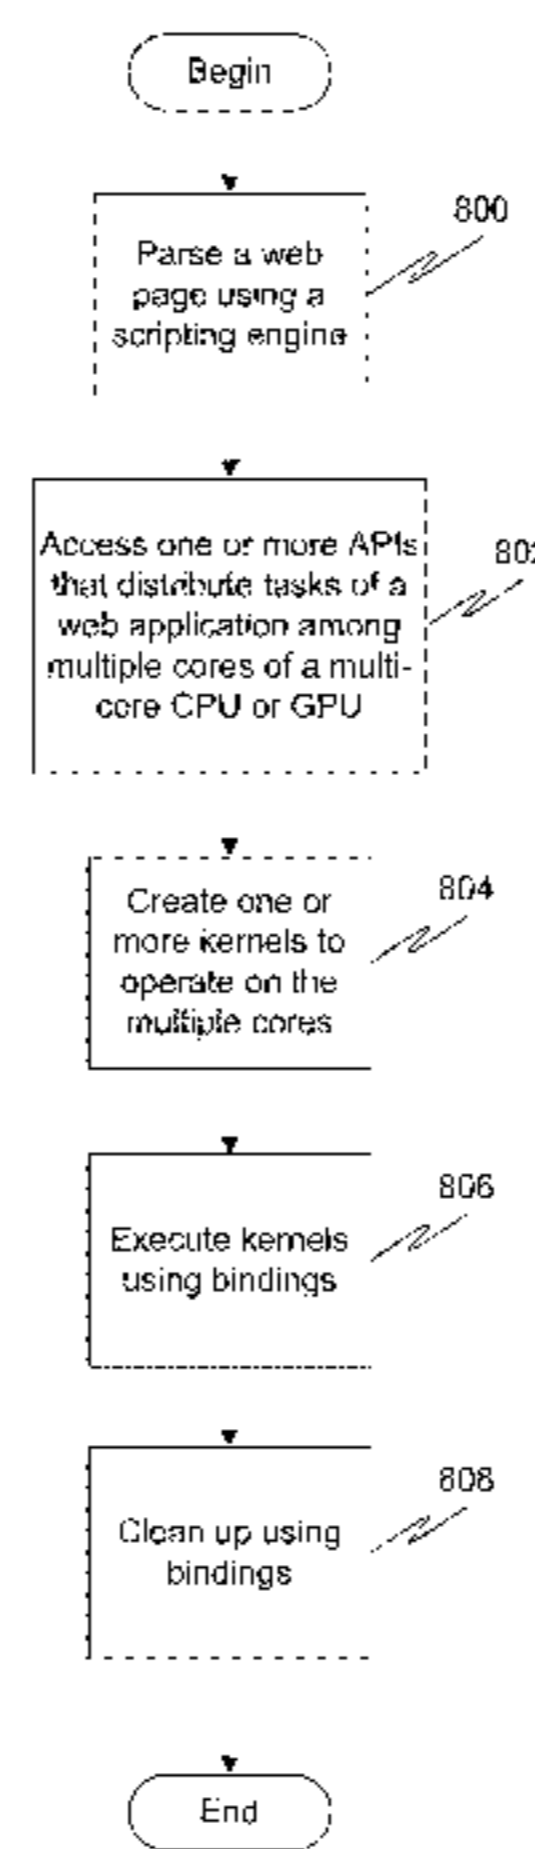 Begin
800
Parse a web
page using a
scripting engine
802
Access one or more APIs
that distribute tasks of a
web application among
multiple cores of a multi-
core CPU or GPU
804
Create one or
more kernels to
operate on the
multiple cores
806
Execute kernels
using bindings
808
Clean up using
bindings
End